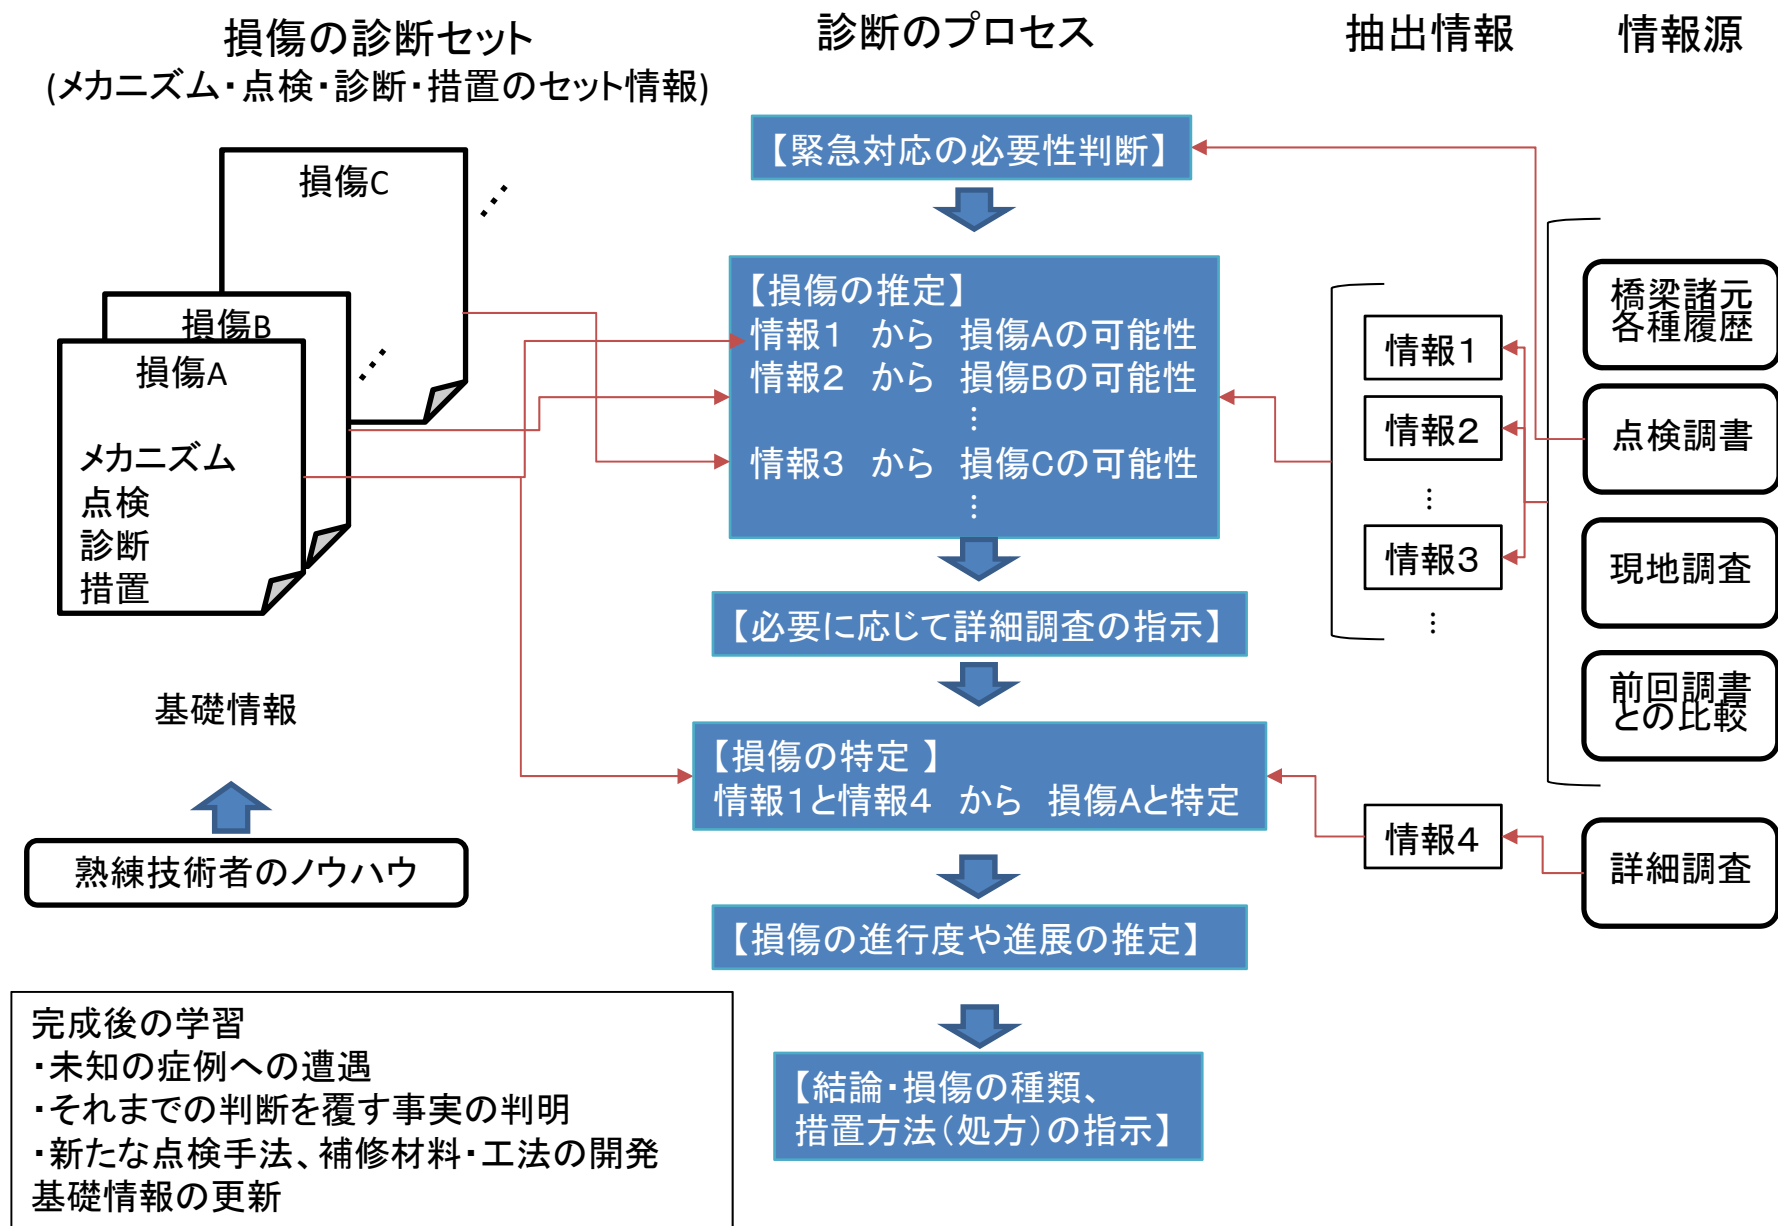 損傷の診断セット
(メカニズム・点検・診断・措置のセット情報)
損傷C
損傷B
損傷A
メカニズム
点検
診断
措置
基礎情報
熟練技術者のノウハウ
完成後の学習
・未知の症例への遭遇
・それまでの判断を覆す事実の判明
・新たな点検手法、補修材料・工法の開発
基礎情報の更新
診断のプロセス
【緊急対応の必要性判断】
【損傷の推定】
情報1 から 損傷Aの可能性
情報2 から 損傷Bの可能性
…
情報3 から 損傷Cの可能性
…
【必要に応じて詳細調査の指示】
【損傷の特定 】
情報1と情報4 から 損傷Aと特定
【損傷の進行度や進展の推定】
【結論・損傷の種類、
措置方法(処方)の指示】
抽出情報
情報1
情報2
…
情報3
…
情報4
情報源
橋梁諸元
各種履歴
点検調書
現地調査
前回調書
との比較
詳細調査